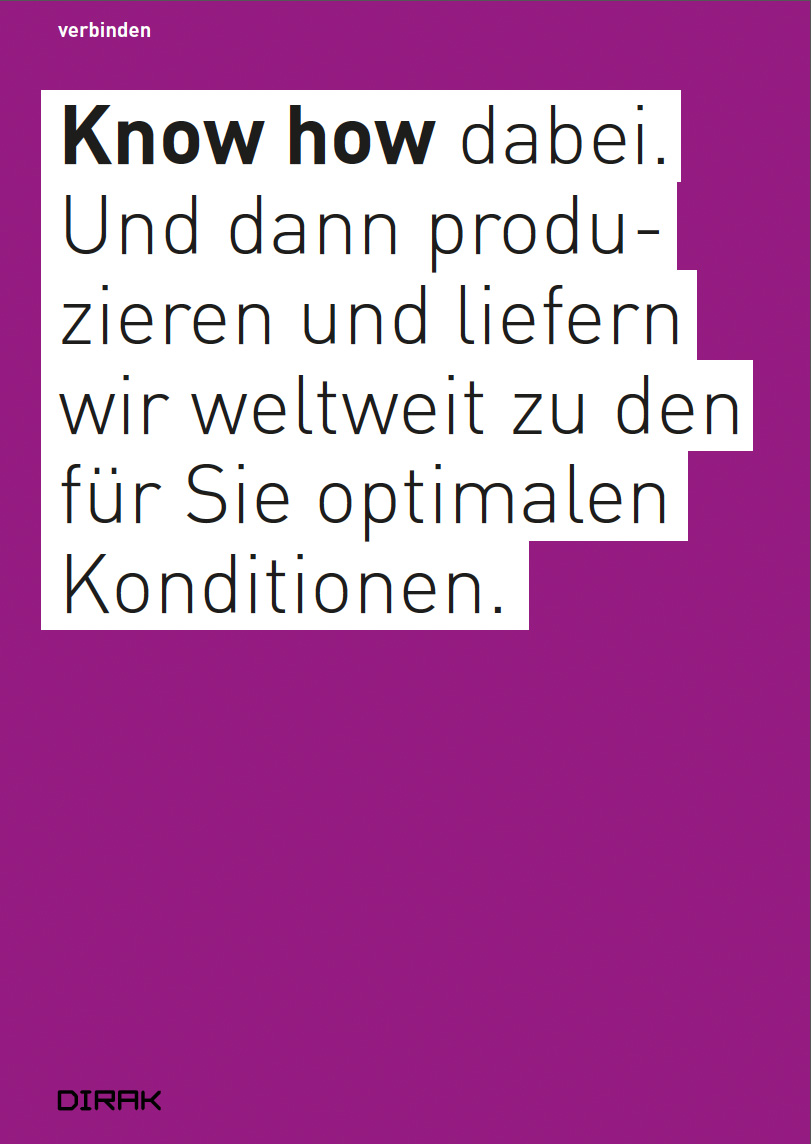 verbinden
Know how dabei.
Und dann produ-
zieren und liefern
wir weltweit zu den
für Sie optimalen
Konditionen.
DIRAK